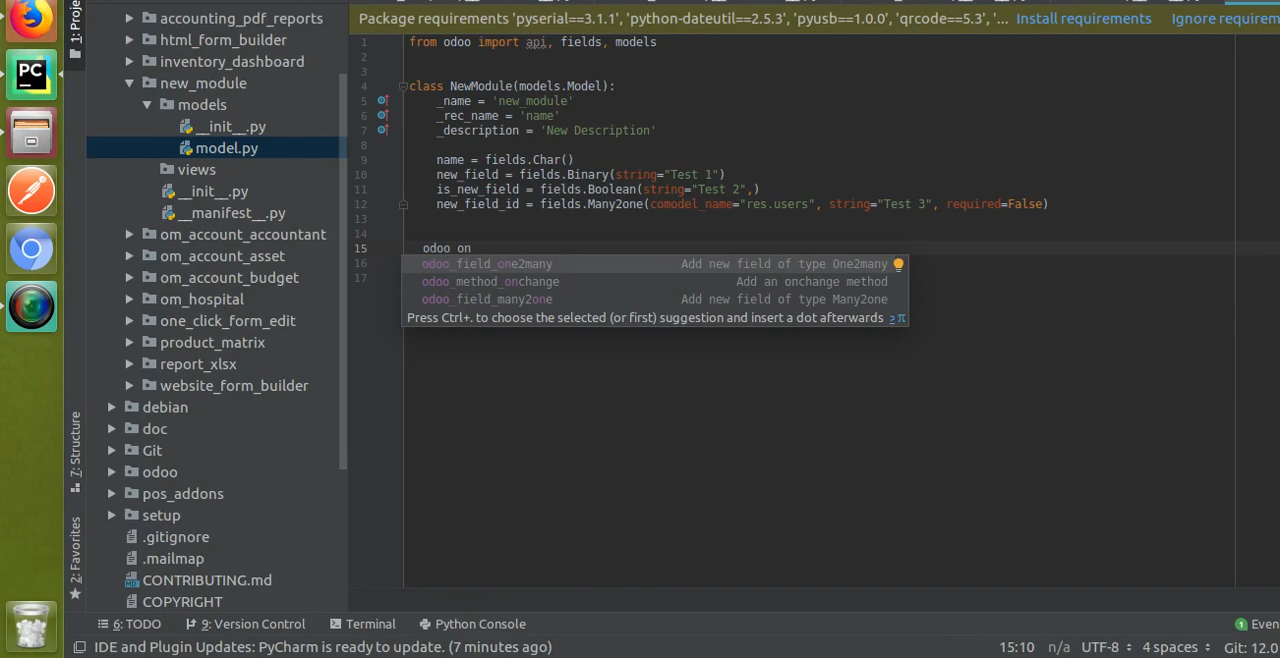 Package requirements 'pyserial==3.1.1', 'python-dateutil==2.5.3', 'pyusb==1.0.0', 'qrcode==5.3', '... Install requirements Ignore requirem
1: Proje
accounting_pdf_reports
html_form_builder
inventory_dashboard
new_module
models
__init__.py
model.py
views
__init__.py
__manifest__.py
om_account_accountant
om_account_asset
om_account_budget
om_hospital
one_click_form_edit
product_matrix
report_xlsx
website_form_builder
debian
doc
Git
odoo
pos_addons
setup
.gitignore
.mailmap
MD CONTRIBUTING.md
COPYRIGHT
PC
7: Structure
2: Favorites
1 from odoo import api, fields, models
2
3
4 class NewModule(models.Model):
5 _name = 'new_module'
6 _rec_name = 'name'
7 _description = 'New Description'
8
9 name = fields.Char()
10 new_field = fields.Binary(string="Test 1")
11 is_new_field = fields.Boolean(string="Test 2",)
12 new_field_id = fields.Many2one(comodel_name="res.users", string="Test 3", required=False)
13
14
15 odoo on
16
17
odoo_field_one2many Add new field of type One2many
odoo_method_onchange Add an onchange method
odoo_field_many2one Add new field of type Many2one
Press Ctrl+. to choose the selected (or first) suggestion and insert a dot afterwards ≥π
6: TODO 9: Version Control Terminal Python Console 1 Even
IDE and Plugin Updates: PyCharm is ready to update. (7 minutes ago) 15:10 n/a UTF-8 4 spaces Git: 12.0